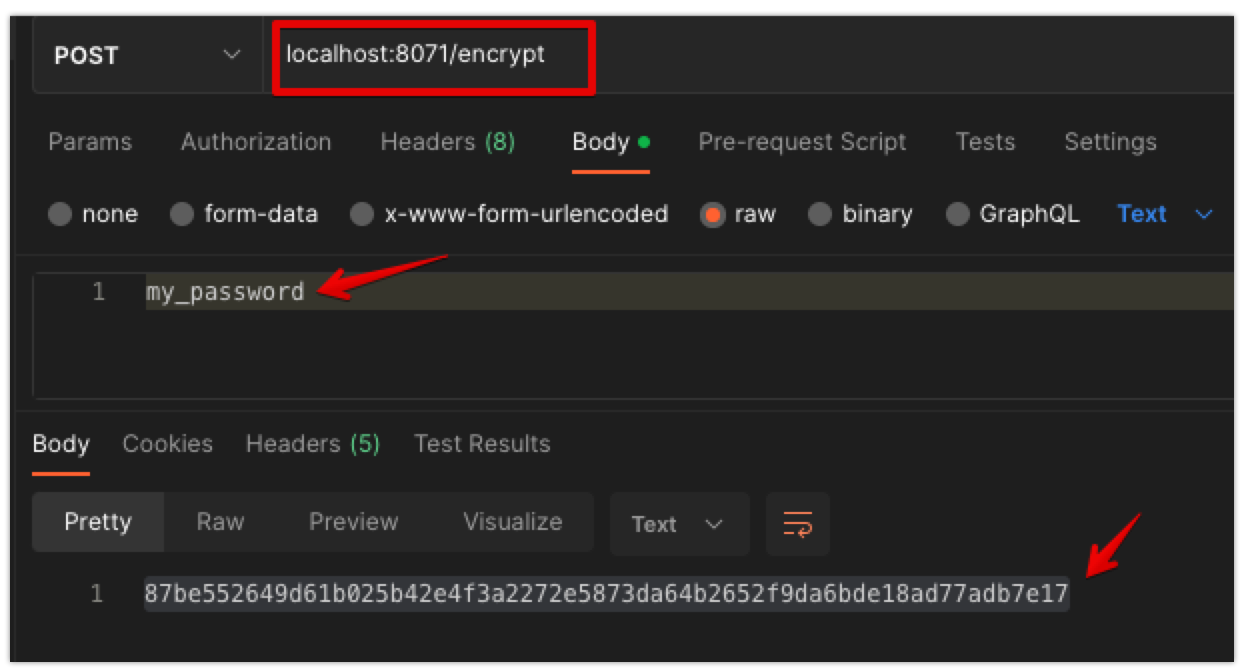 POST localhost:8071/encrypt
Params Authorization Headers (8) Body Pre-request Script Tests Settings
none form-data x-www-form-urlencoded raw binary GraphQL Text
1 my_password
Body Cookies Headers (5) Test Results
Pretty Raw Preview Visualize Text
1 87be552649d61b025b42e4f3a2272e5873da64b2652f9da6bde18ad77adb7e17